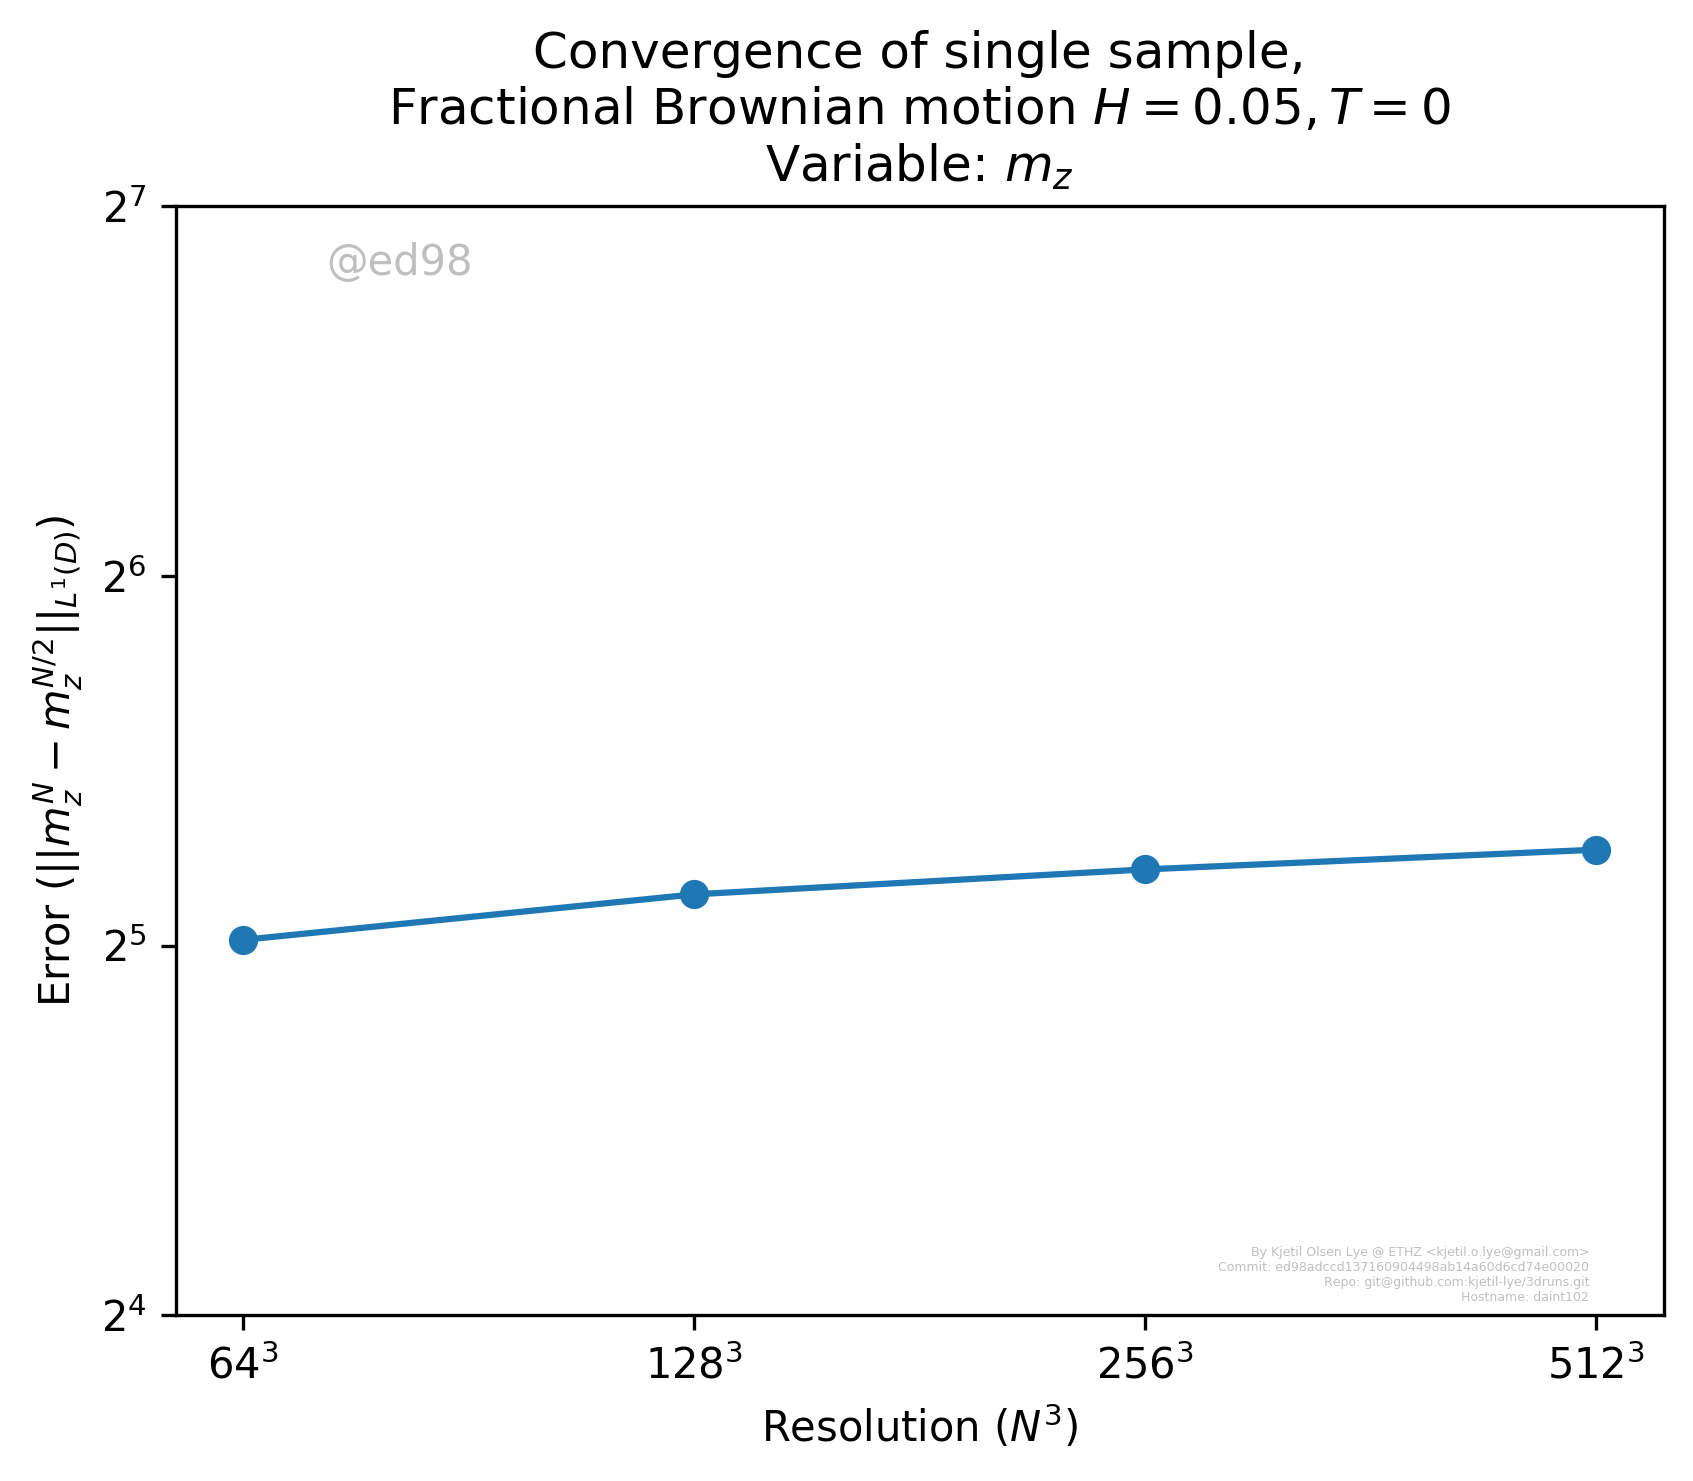 Convergence of single sample,
Fractional Brownian motion H = 0.05, T = 0
Variable: m_z
2^7
@ed98
2^6
Error (||m_z^N − m_z^{N/2}||_{L^1(D)})
2^5
By Kjetil Olsen Lye @ ETHZ <kjetil.o.lye@gmail.com>
Commit: ed98adccd137160904498ab14a60d6cd74e00020
Repo: git@github.com:kjetil-lye/3druns.git
Hostname: daint102
2^4
64^3 128^3 256^3 512^3
Resolution (N^3)